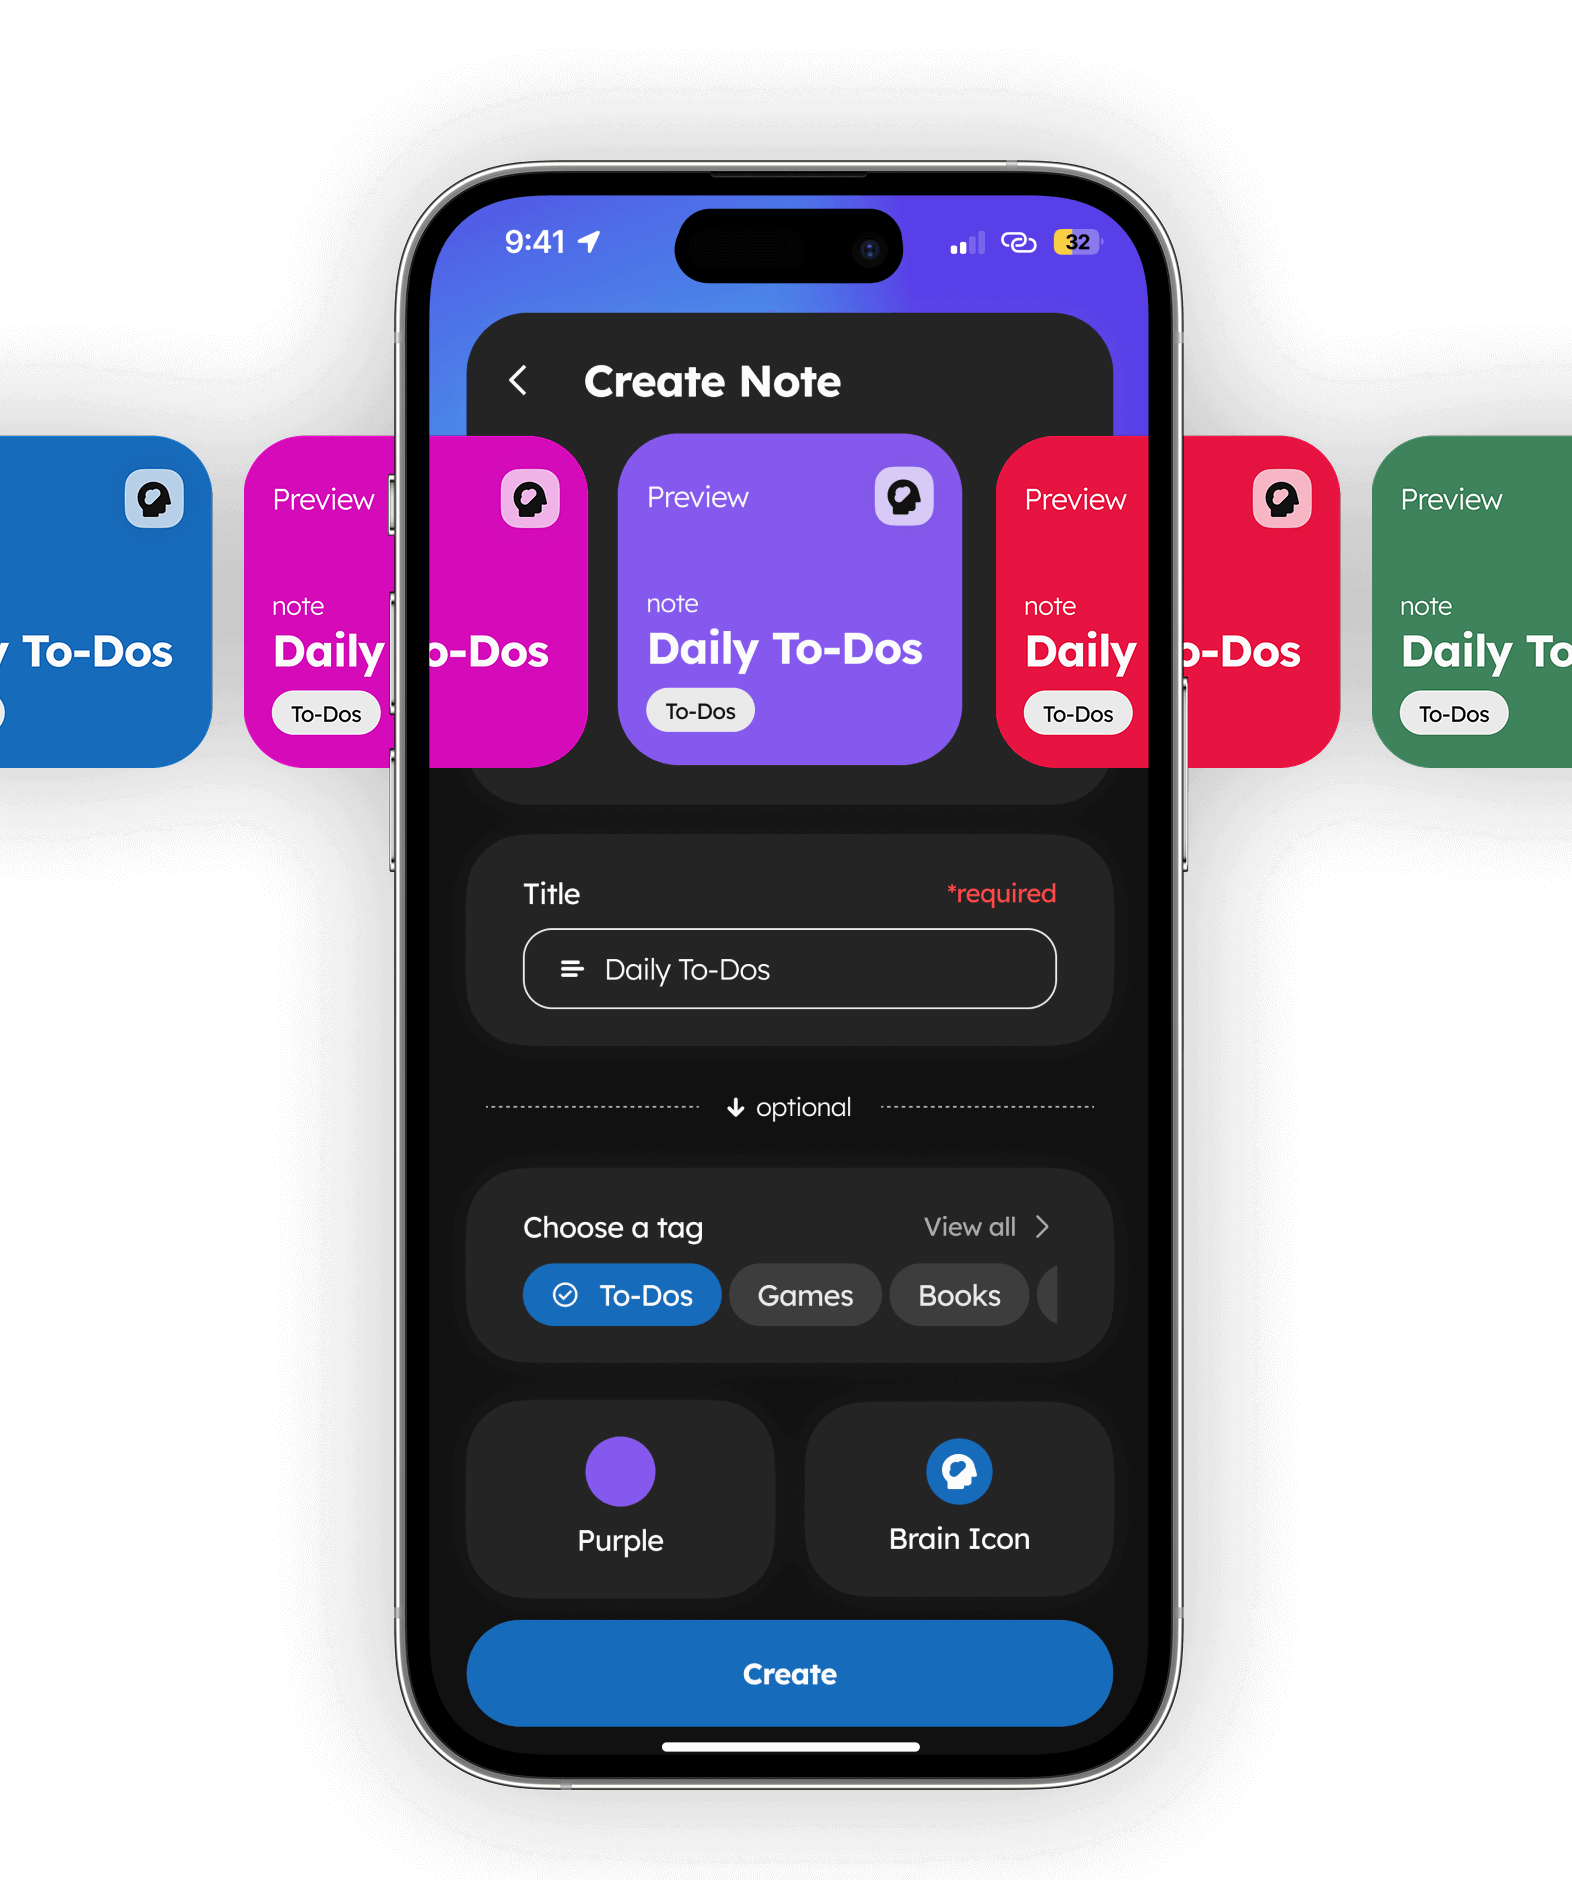 9:41
32
Create Note
Preview
Preview
Preview
Preview
note
note
note
note
To-Dos
Daily o-Dos
Daily To-Dos
Daily o-Dos
Daily To
To-Dos
To-Dos
To-Dos
To-Dos
Title
*required
Daily To-Dos
optional
Choose a tag
View all
To-Dos
Games
Books
Purple
Brain Icon
Create